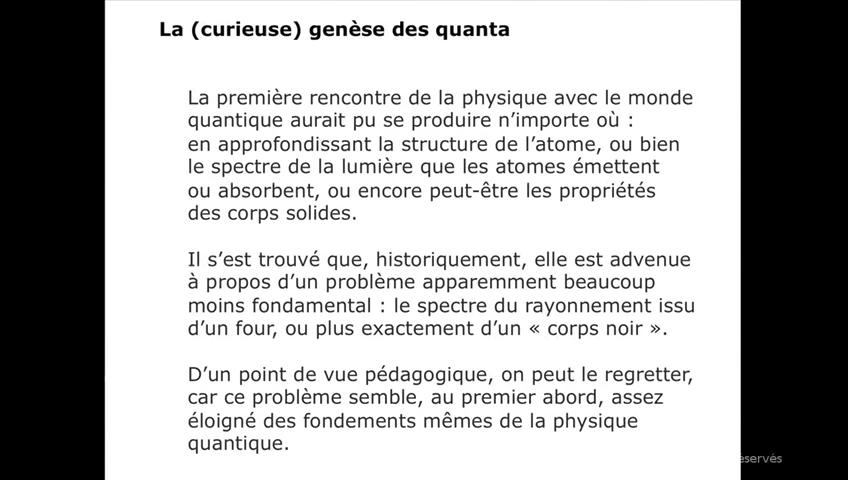 La (curieuse) genèse des quanta
La première rencontre de la physique avec le monde
quantique aurait pu se produire n’importe où :
en approfondissant la structure de l’atome, ou bien
le spectre de la lumière que les atomes émettent
ou absorbent, ou encore peut-être les propriétés
des corps solides.
Il s’est trouvé que, historiquement, elle est advenue
à propos d’un problème apparemment beaucoup
moins fondamental : le spectre du rayonnement issu
d’un four, ou plus exactement d’un « corps noir ».
D’un point de vue pédagogique, on peut le regretter,
car ce problème semble, au premier abord, assez
éloigné des fondements mêmes de la physique
quantique.